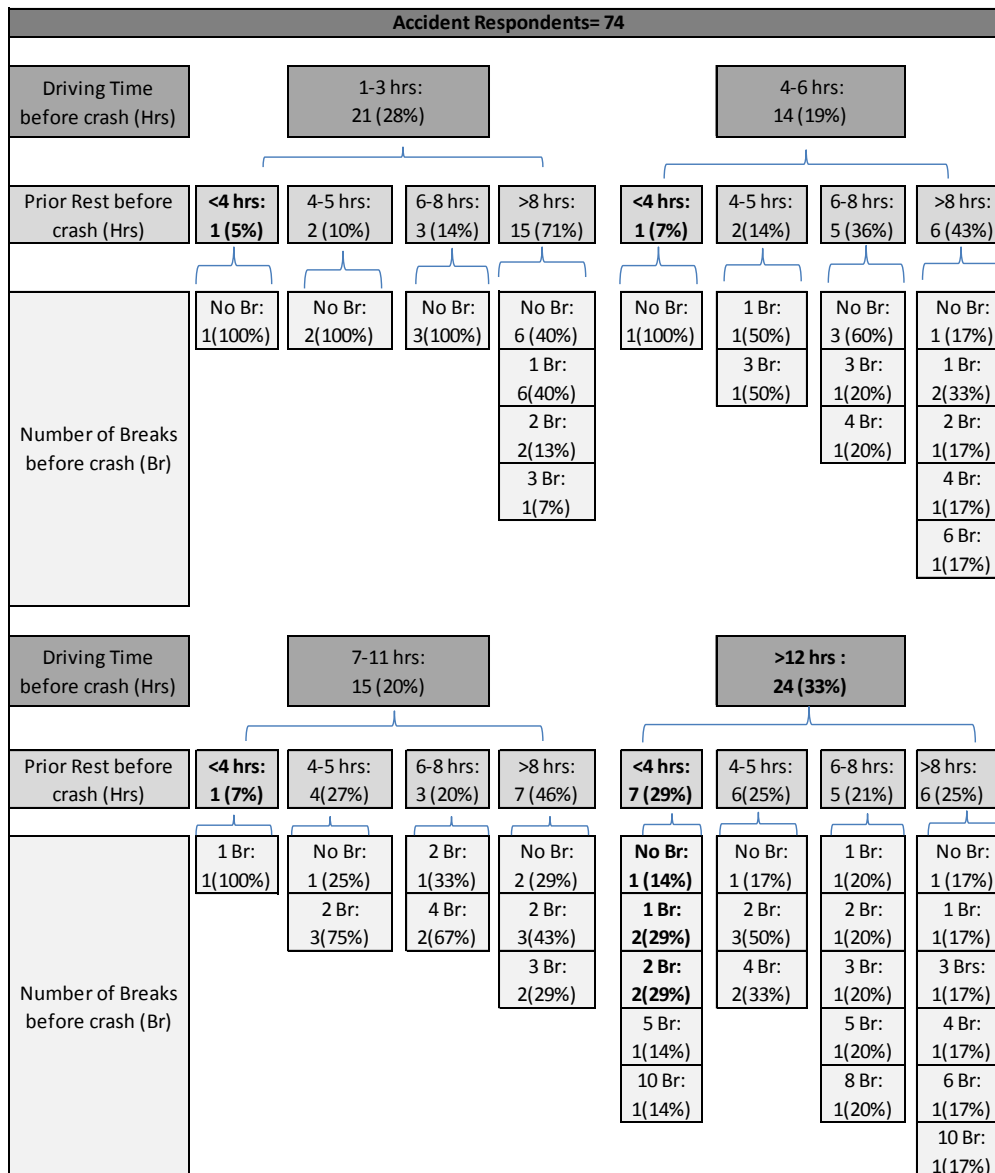 Accident Respondents= 74
Driving Time
before crash (Hrs)
1-3 hrs:
21 (28%)
4-6 hrs:
14 (19%)
Prior Rest before
crash (Hrs)
<4 hrs:
1 (5%)
4-5 hrs:
2 (10%)
6-8 hrs:
3 (14%)
>8 hrs:
15 (71%)
<4 hrs:
1 (7%)
4-5 hrs:
2(14%)
6-8 hrs:
5 (36%)
>8 hrs:
6 (43%)
Number of Breaks
before crash (Br)
No Br:
1(100%)
No Br:
2(100%)
No Br:
3(100%)
No Br:
6 (40%)
1 Br:
6(40%)
2 Br:
2(13%)
3 Br:
1(7%)
No Br:
1(100%)
1 Br:
1(50%)
3 Br:
1(50%)
No Br:
3 (60%)
3 Br:
1(20%)
4 Br:
1(20%)
No Br:
1 (17%)
1 Br:
2(33%)
2 Br:
1(17%)
4 Br:
1(17%)
6 Br:
1(17%)
Driving Time
before crash (Hrs)
7-11 hrs:
15 (20%)
>12 hrs :
24 (33%)
Prior Rest before
crash (Hrs)
<4 hrs:
1 (7%)
4-5 hrs:
4(27%)
6-8 hrs:
3 (20%)
>8 hrs:
7 (46%)
<4 hrs:
7 (29%)
4-5 hrs:
6(25%)
6-8 hrs:
5 (21%)
>8 hrs:
6 (25%)
Number of Breaks
before crash (Br)
1 Br:
1(100%)
No Br:
1 (25%)
2 Br:
3(75%)
2 Br:
1(33%)
4 Br:
2(67%)
No Br:
2 (29%)
2 Br:
3(43%)
3 Br:
2(29%)
No Br:
1 (14%)
1 Br:
2(29%)
2 Br:
2(29%)
5 Br:
1(14%)
10 Br:
1(14%)
No Br:
1 (17%)
2 Br:
3(50%)
4 Br:
2(33%)
1 Br:
1(20%)
2 Br:
1(20%)
3 Br:
1(20%)
5 Br:
1(20%)
8 Br:
1(20%)
No Br:
1 (17%)
1 Br:
1(17%)
3 Brs:
1(17%)
4 Br:
1(17%)
6 Br:
1(17%)
10 Br:
1(17%)